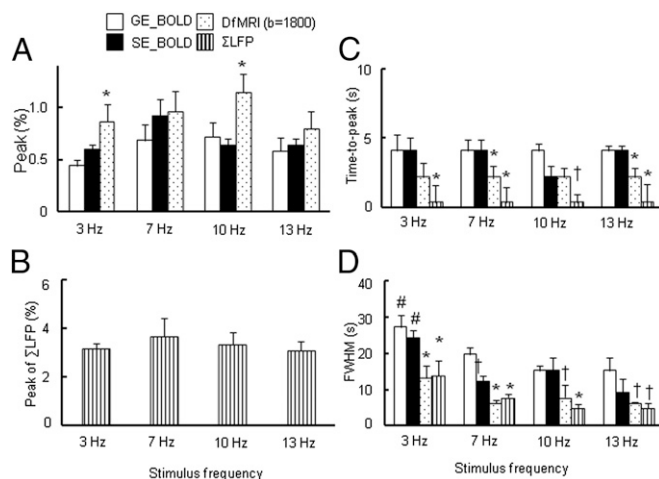 GE_BOLD DfMRI (b=1800)
SE_BOLD ΣLFP
A
Peak (%)
1.0
0.5
0
* *
3 Hz 7 Hz 10 Hz 13 Hz
B
Peak of ΣLFP (%)
6
4
2
0
3 Hz 7 Hz 10 Hz 13 Hz
Stimulus frequency
C
Time-to-peak (s)
10
5
0
* * * † * *
3 Hz 7 Hz 10 Hz 13 Hz
D
FWHM (s)
40
30
20
10
0
# # * * † * * † * † †
3 Hz 7 Hz 10 Hz 13 Hz
Stimulus frequency